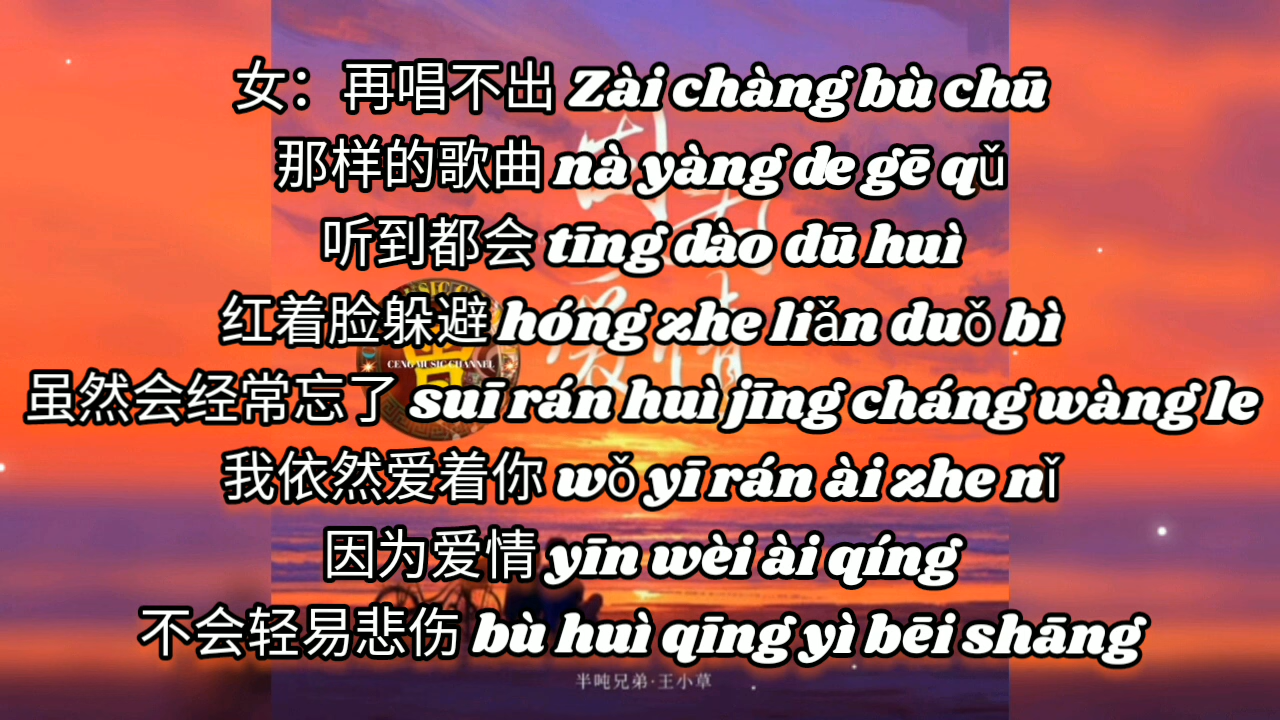 女：再唱不出 Zài chàng bù chū
那样的歌曲 nà yàng de gē qǔ
听到都会 tīng dào dū huì
红着脸躲避 hóng zhe liǎn duǒ bì
CENG MUSIC CHANNEL
虽然会经常忘了 suī rán huì jīng cháng wàng le
我依然爱着你 wǒ yī rán ài zhe nǐ
因为爱情 yīn wèi ài qíng
不会轻易悲伤 bù huì qīng yì bēi shāng
半吨兄弟·王小草